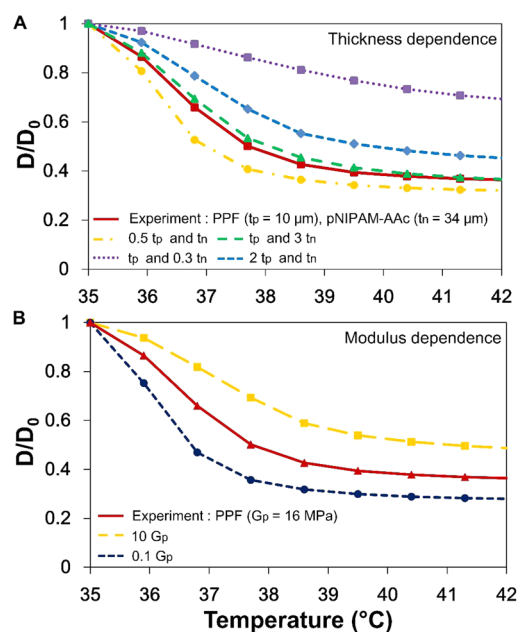 A
Thickness dependence
D/D0
1
0.8
0.6
0.4
0.2
0
Experiment : PPF (tp = 10 µm), pNIPAM-AAc (tn = 34 µm)
0.5 tp and tn
tp and 3 tn
tp and 0.3 tn
2 tp and tn
35 36 37 38 39 40 41 42
B
Modulus dependence
D/D0
1
0.8
0.6
0.4
0.2
0
Experiment : PPF (Gp = 16 MPa)
10 Gp
0.1 Gp
35 36 37 38 39 40 41 42
Temperature (°C)